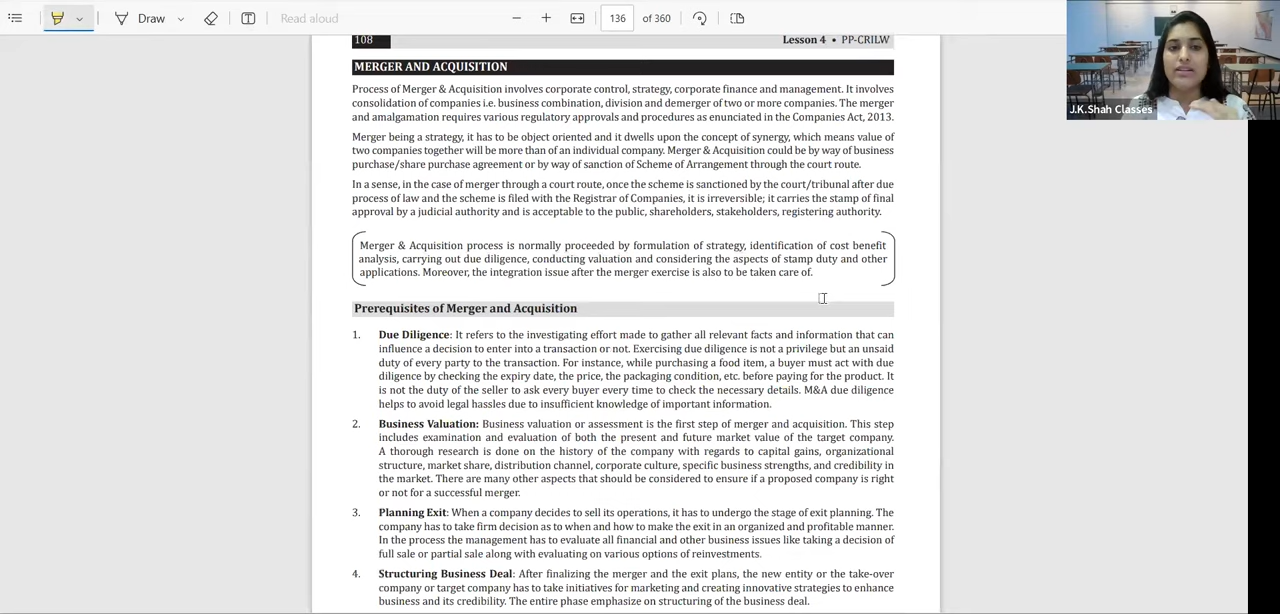 Draw
Read aloud
136 of 360
108
Lesson 4 • PP-CRILW
MERGER AND ACQUISITION
Process of Merger & Acquisition involves corporate control, strategy, corporate finance and management. It involves
consolidation of companies i.e. business combination, division and demerger of two or more companies. The merger
and amalgamation requires various regulatory approvals and procedures as enunciated in the Companies Act, 2013.
Merger being a strategy, it has to be object oriented and it dwells upon the concept of synergy, which means value of
two companies together will be more than of an individual company. Merger & Acquisition could be by way of business
purchase/share purchase agreement or by way of sanction of Scheme of Arrangement through the court route.
In a sense, in the case of merger through a court route, once the scheme is sanctioned by the court/tribunal after due
process of law and the scheme is filed with the Registrar of Companies, it is irreversible; it carries the stamp of final
approval by a judicial authority and is acceptable to the public, shareholders, stakeholders, registering authority.
Merger & Acquisition process is normally proceeded by formulation of strategy, identification of cost benefit
analysis, carrying out due diligence, conducting valuation and considering the aspects of stamp duty and other
applications. Moreover, the integration issue after the merger exercise is also to be taken care of.
Prerequisites of Merger and Acquisition
1. Due Diligence: It refers to the investigating effort made to gather all relevant facts and information that can
influence a decision to enter into a transaction or not. Exercising due diligence is not a privilege but an unsaid
duty of every party to the transaction. For instance, while purchasing a food item, a buyer must act with due
diligence by checking the expiry date, the price, the packaging condition, etc. before paying for the product. It
is not the duty of the seller to ask every buyer every time to check the necessary details. M&A due diligence
helps to avoid legal hassles due to insufficient knowledge of important information.
2. Business Valuation: Business valuation or assessment is the first step of merger and acquisition. This step
includes examination and evaluation of both the present and future market value of the target company.
A thorough research is done on the history of the company with regards to capital gains, organizational
structure, market share, distribution channel, corporate culture, specific business strengths, and credibility in
the market. There are many other aspects that should be considered to ensure if a proposed company is right
or not for a successful merger.
3. Planning Exit: When a company decides to sell its operations, it has to undergo the stage of exit planning. The
company has to take firm decision as to when and how to make the exit in an organized and profitable manner.
In the process the management has to evaluate all financial and other business issues like taking a decision of
full sale or partial sale along with evaluating on various options of reinvestments.
4. Structuring Business Deal: After finalizing the merger and the exit plans, the new entity or the take-over
company or target company has to take initiatives for marketing and creating innovative strategies to enhance
business and its credibility. The entire phase emphasize on structuring of the business deal.
J.K.Shah Classes